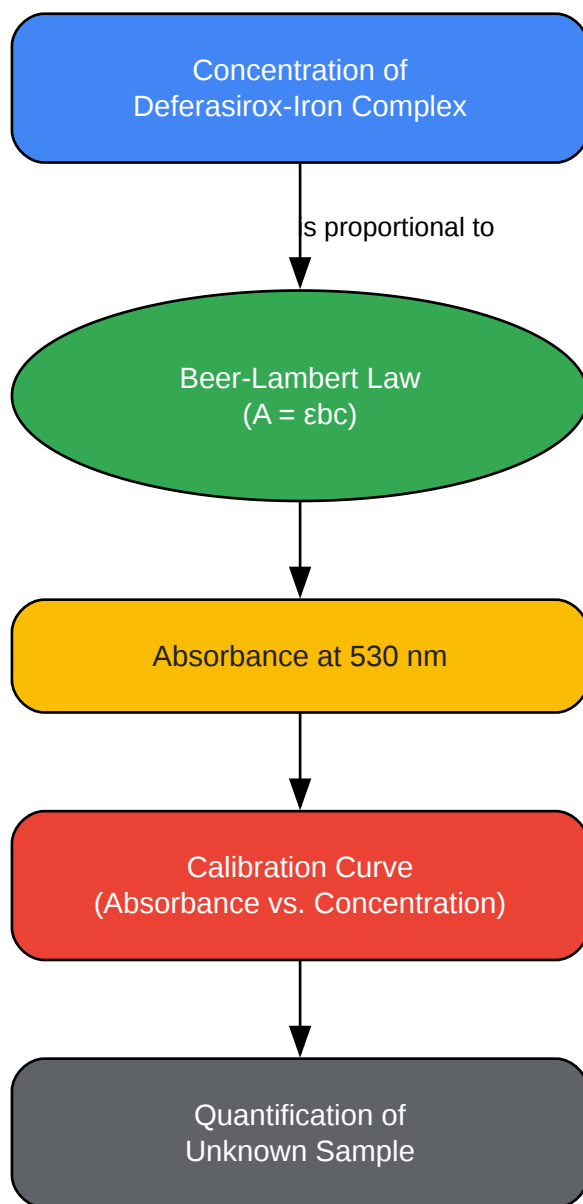 Concentration of
Deferasirox-Iron Complex
is proportional to
Beer-Lambert Law
(A = εbc)
Absorbance at 530 nm
Calibration Curve
(Absorbance vs. Concentration)
Quantification of
Unknown Sample